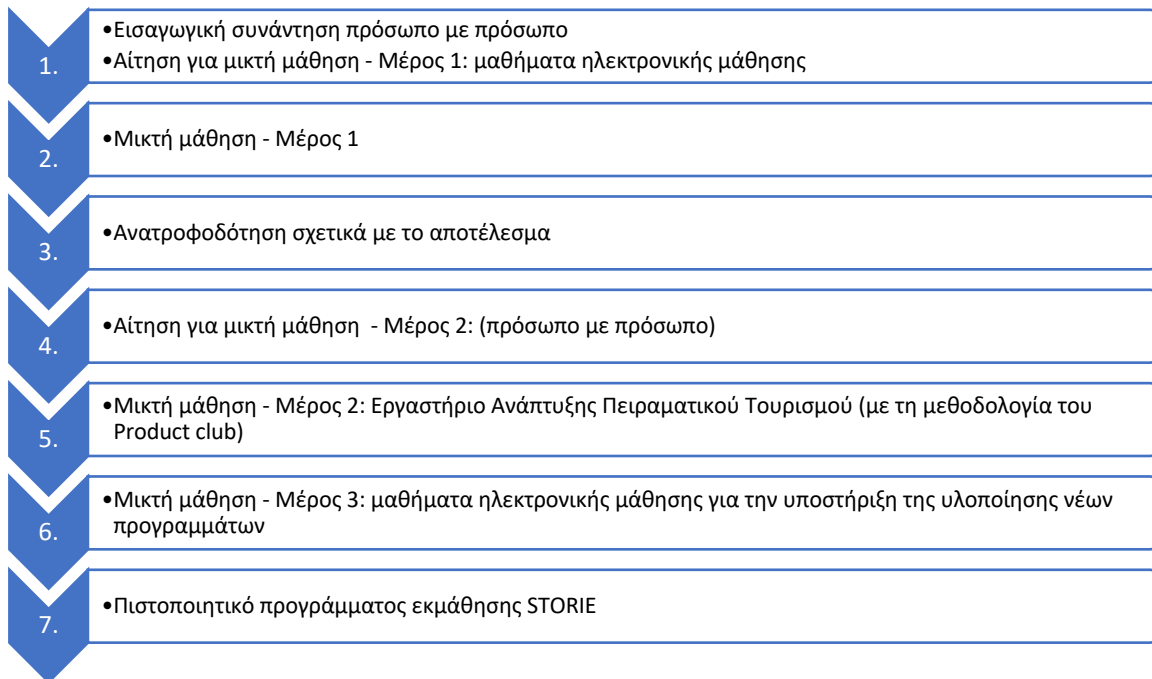 1.
•Εισαγωγική συνάντηση πρόσωπο με πρόσωπο
•Αίτηση για μικτή μάθηση - Μέρος 1: μαθήματα ηλεκτρονικής μάθησης
2.
•Μικτή μάθηση - Μέρος 1
3.
•Ανατροφοδότηση σχετικά με το αποτέλεσμα
4.
•Αίτηση για μικτή μάθηση  - Μέρος 2: (πρόσωπο με πρόσωπο)
5.
•Μικτή μάθηση - Μέρος 2: Εργαστήριο Ανάπτυξης Πειραματικού Τουρισμού (με τη μεθοδολογία του
Product club)
6.
•Μικτή μάθηση - Μέρος 3: μαθήματα ηλεκτρονικής μάθησης για την υποστήριξη της υλοποίησης νέων
προγραμμάτων
7.
•Πιστοποιητικό προγράμματος εκμάθησης STORIE